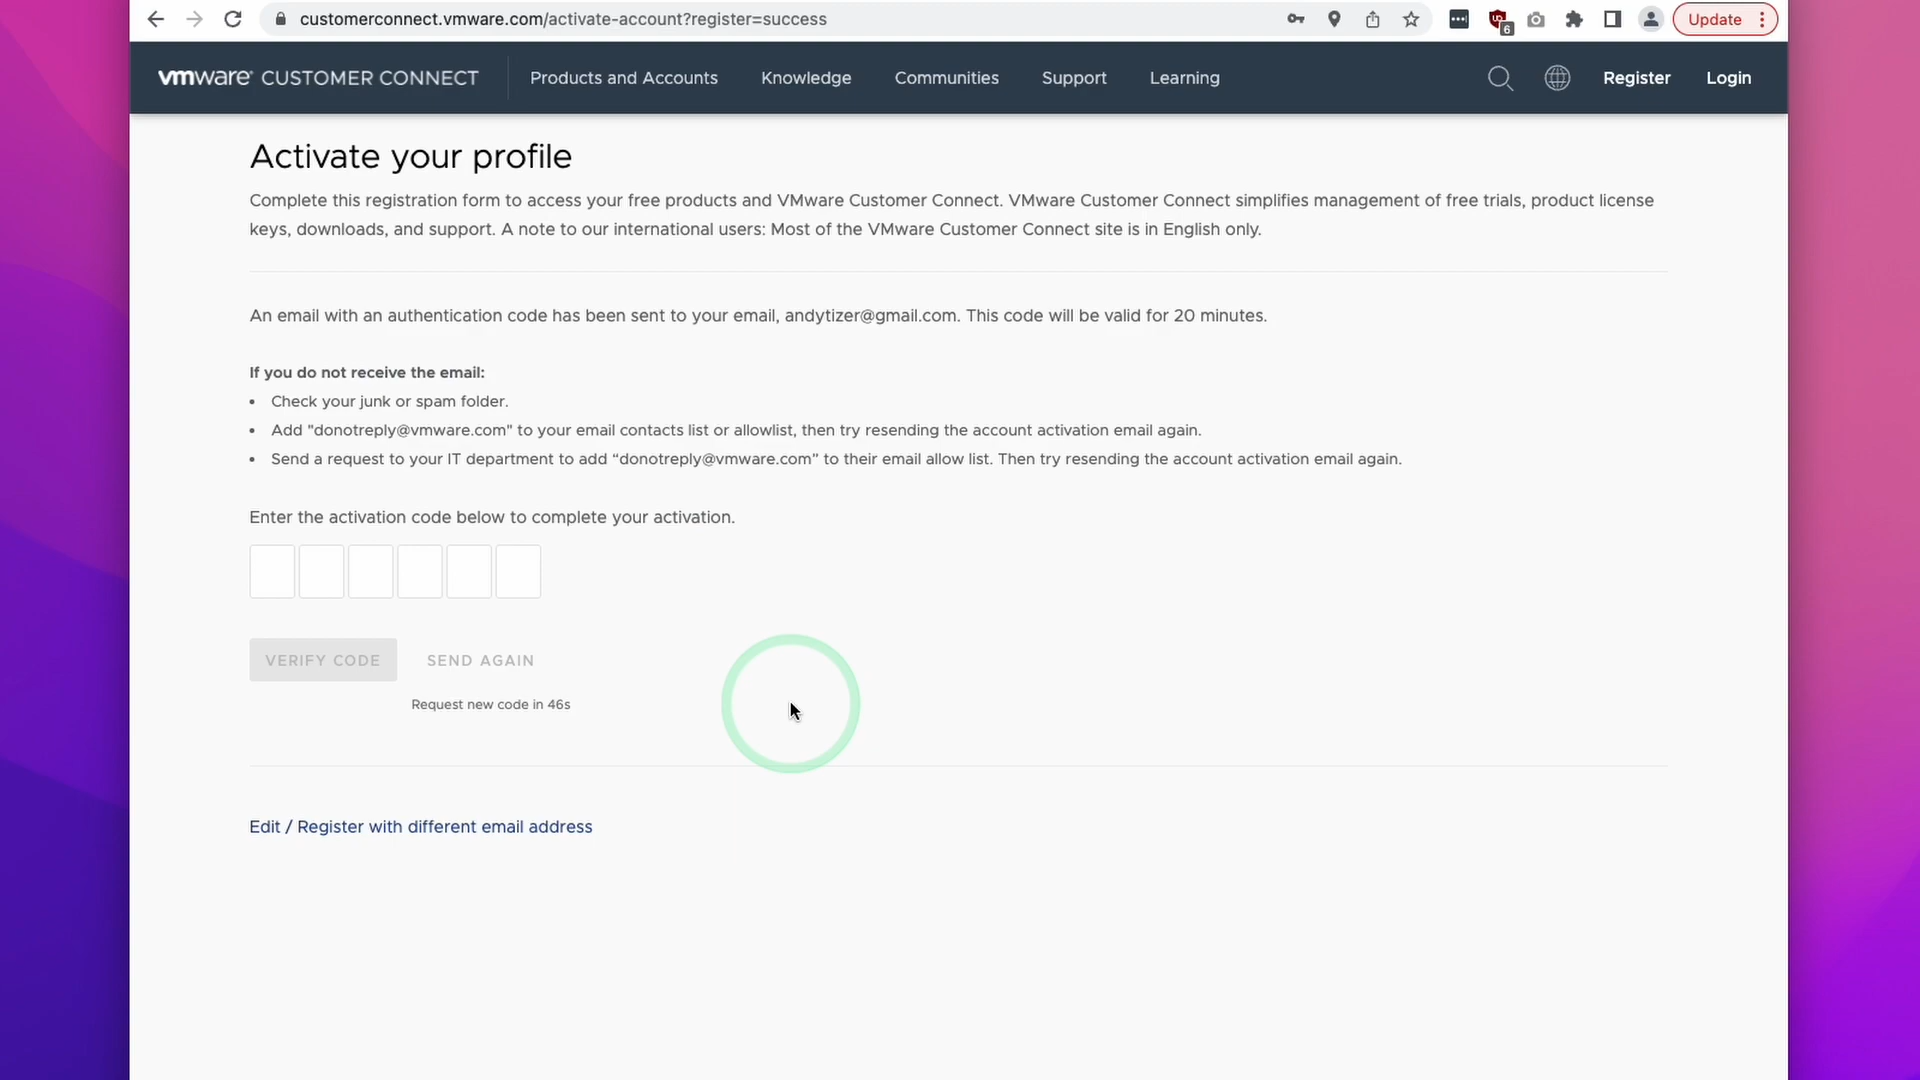 customerconnect.vmware.com/activate-account?register=success
6
Update
vmware CUSTOMER CONNECT
Products and Accounts
Knowledge
Communities
Support
Learning
Register
Login
Activate your profile
Complete this registration form to access your free products and VMware Customer Connect. VMware Customer Connect simplifies management of free trials, product license
keys, downloads, and support. A note to our international users: Most of the VMware Customer Connect site is in English only.
An email with an authentication code has been sent to your email, andytizer@gmail.com. This code will be valid for 20 minutes.
If you do not receive the email:
• Check your junk or spam folder.
• Add "donotreply@vmware.com" to your email contacts list or allowlist, then try resending the account activation email again.
• Send a request to your IT department to add “donotreply@vmware.com” to their email allow list. Then try resending the account activation email again.
Enter the activation code below to complete your activation.
VERIFY CODE
SEND AGAIN
Request new code in 46s
Edit / Register with different email address